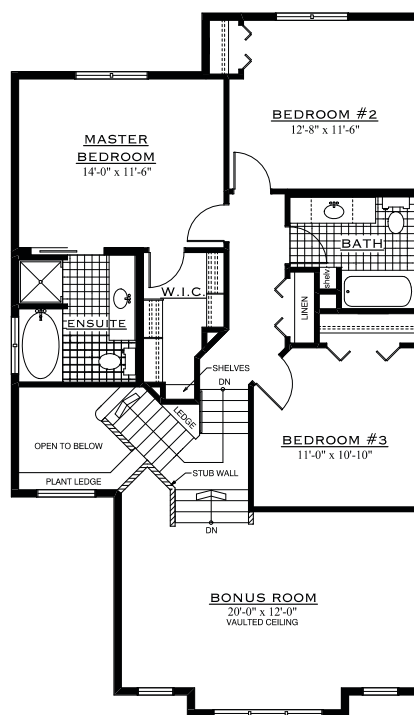 BEDROOM #2
12'-8" x 11'-6"
MASTER
BEDROOM
14'-0" x 11'-6"
BATH
shelv.
W.I.C.
LINEN
ENSUITE
SHELVES
DN
LEDGE
OPEN TO BELOW
BEDROOM #3
11'-0" x 10'-10"
STUB WALL
PLANT LEDGE
DN
BONUS ROOM
20'-0" x 12'-0"
VAULTED CEILING